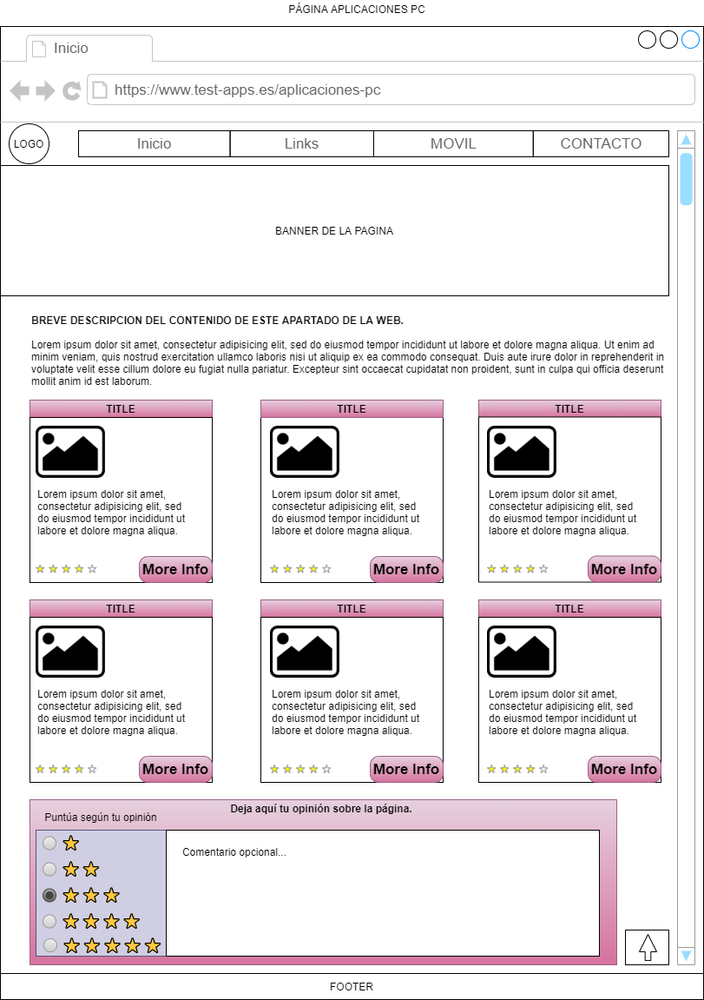 PÁGINA APLICACIONES PC
Inicio
https://www.test-apps.es/aplicaciones-pc
LOGO
Inicio
Links
MOVIL
CONTACTO
BANNER DE LA PAGINA
BREVE DESCRIPCION DEL CONTENIDO DE ESTE APARTADO DE LA WEB.
Lorem ipsum dolor sit amet, consectetur adipisicing elit, sed do eiusmod tempor incididunt ut labore et dolore magna aliqua. Ut enim ad
minim veniam, quis nostrud exercitation ullamco laboris nisi ut aliquip ex ea commodo consequat. Duis aute irure dolor in reprehenderit in
voluptate velit esse cillum dolore eu fugiat nulla pariatur. Excepteur sint occaecat cupidatat non proident, sunt in culpa qui officia deserunt
mollit anim id est laborum.
TITLE
Lorem ipsum dolor sit amet,
consectetur adipisicing elit, sed
do eiusmod tempor incididunt ut
labore et dolore magna aliqua.
More Info
TITLE
Lorem ipsum dolor sit amet,
consectetur adipisicing elit, sed
do eiusmod tempor incididunt ut
labore et dolore magna aliqua.
More Info
TITLE
Lorem ipsum dolor sit amet,
consectetur adipisicing elit, sed
do eiusmod tempor incididunt ut
labore et dolore magna aliqua.
More Info
TITLE
Lorem ipsum dolor sit amet,
consectetur adipisicing elit, sed
do eiusmod tempor incididunt ut
labore et dolore magna aliqua.
More Info
TITLE
Lorem ipsum dolor sit amet,
consectetur adipisicing elit, sed
do eiusmod tempor incididunt ut
labore et dolore magna aliqua.
More Info
TITLE
Lorem ipsum dolor sit amet,
consectetur adipisicing elit, sed
do eiusmod tempor incididunt ut
labore et dolore magna aliqua.
More Info
Deja aquí tu opinión sobre la página.
Puntúa según tu opinión
Comentario opcional...
FOOTER